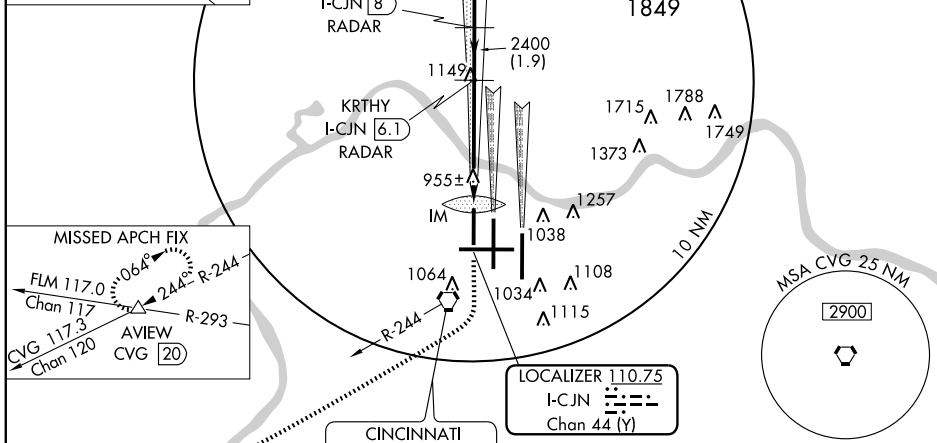 I-CJN 8
RADAR
1849
2400
(1.9)
1149
KRTHY
I-CJN 6.1
RADAR
1715
1788
1749
1373
955±
IM
1257
1038
10 NM
MISSED APCH FIX
064°
244°
R-244
FLM 117.0
Chan 117
R-293
AVIEW
CVG 20
CVG 117.3
Chan 120
1064
1034
1108
1115
R-244
MSA CVG 25 NM
2900
LOCALIZER 110.75
I-CJN
Chan 44 (Y)
CINCINNATI